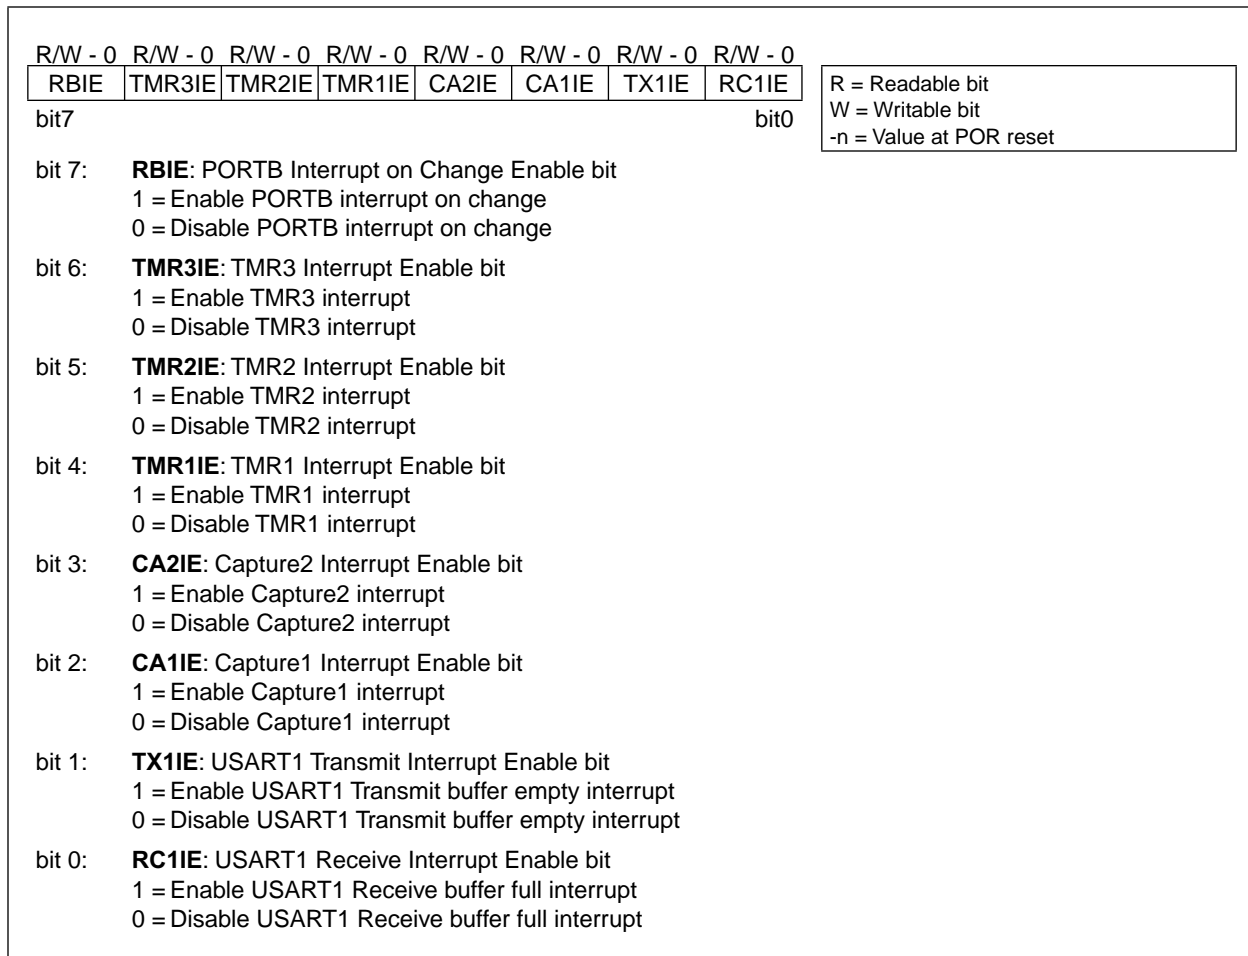 R/W - 0 R/W - 0 R/W - 0 R/W - 0 R/W - 0 R/W - 0 R/W - 0 R/W - 0
RBIE TMR3IE TMR2IE TMR1IE CA2IE CA1IE TX1IE RC1IE
bit7 bit0
R = Readable bit
W = Writable bit
-n = Value at POR reset
bit 7: RBIE: PORTB Interrupt on Change Enable bit
1 = Enable PORTB interrupt on change
0 = Disable PORTB interrupt on change
bit 6: TMR3IE: TMR3 Interrupt Enable bit
1 = Enable TMR3 interrupt
0 = Disable TMR3 interrupt
bit 5: TMR2IE: TMR2 Interrupt Enable bit
1 = Enable TMR2 interrupt
0 = Disable TMR2 interrupt
bit 4: TMR1IE: TMR1 Interrupt Enable bit
1 = Enable TMR1 interrupt
0 = Disable TMR1 interrupt
bit 3: CA2IE: Capture2 Interrupt Enable bit
1 = Enable Capture2 interrupt
0 = Disable Capture2 interrupt
bit 2: CA1IE: Capture1 Interrupt Enable bit
1 = Enable Capture1 interrupt
0 = Disable Capture1 interrupt
bit 1: TX1IE: USART1 Transmit Interrupt Enable bit
1 = Enable USART1 Transmit buffer empty interrupt
0 = Disable USART1 Transmit buffer empty interrupt
bit 0: RC1IE: USART1 Receive Interrupt Enable bit
1 = Enable USART1 Receive buffer full interrupt
0 = Disable USART1 Receive buffer full interrupt